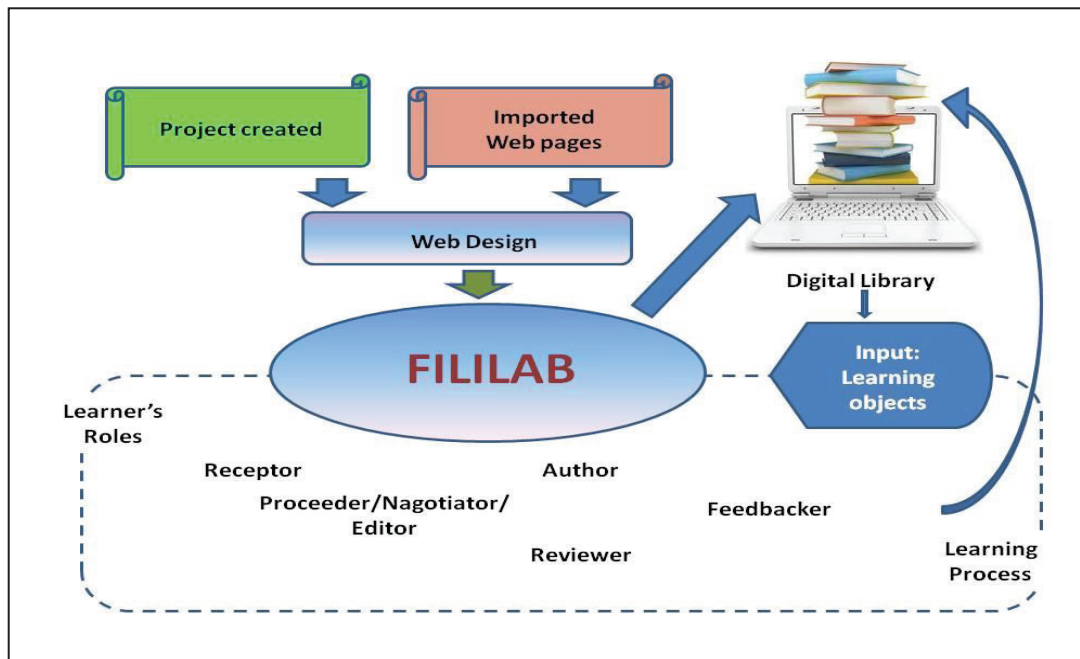 Project created
Imported
Web pages
Web Design
Digital Library
FILILAB
Input:
Learning
objects
Learner's
Roles
Receptor
Author
Proceeder/Nagotiator/
Editor
Feedbacker
Reviewer
Learning
Process